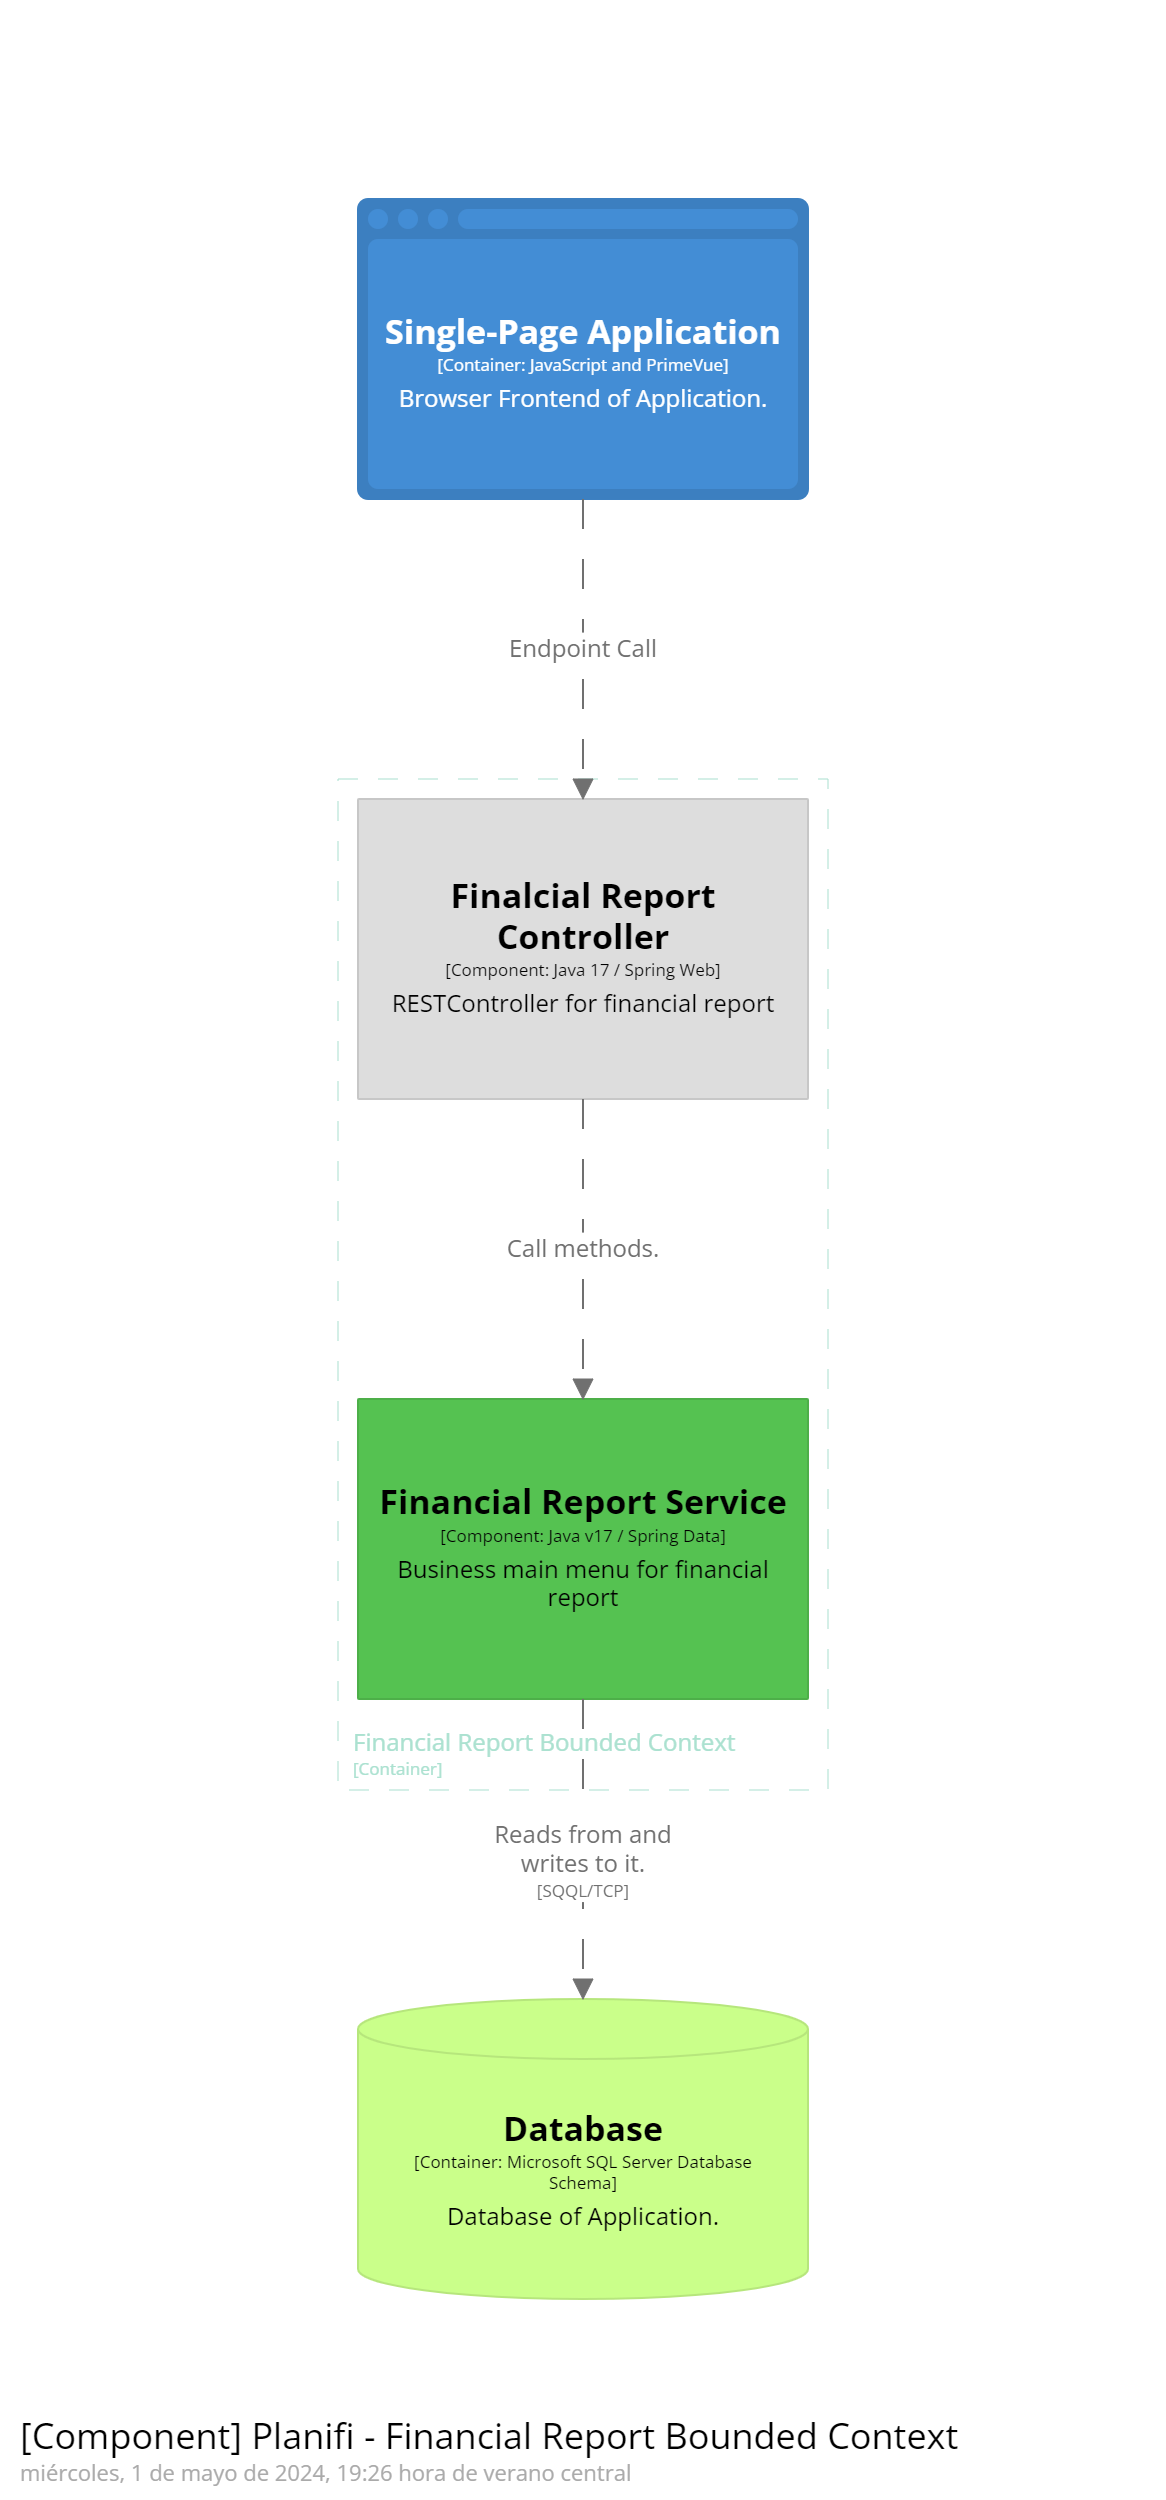 Single-Page Application
[Container: JavaScript and PrimeVue]
Browser Frontend of Application.
Endpoint Call
Finalcial Report
Controller
[Component: Java 17 / Spring Web]
RESTController for financial report
Call methods.
Financial Report Service
[Component: Java v17 / Spring Data]
Business main menu for financial
report
Financial Report Bounded Context
[Container]
Reads from and
writes to it.
[SQQL/TCP]
Database
[Container: Microsoft SQL Server Database
Schema]
Database of Application.
[Component] Planifi - Financial Report Bounded Context
miércoles, 1 de mayo de 2024, 19:26 hora de verano central